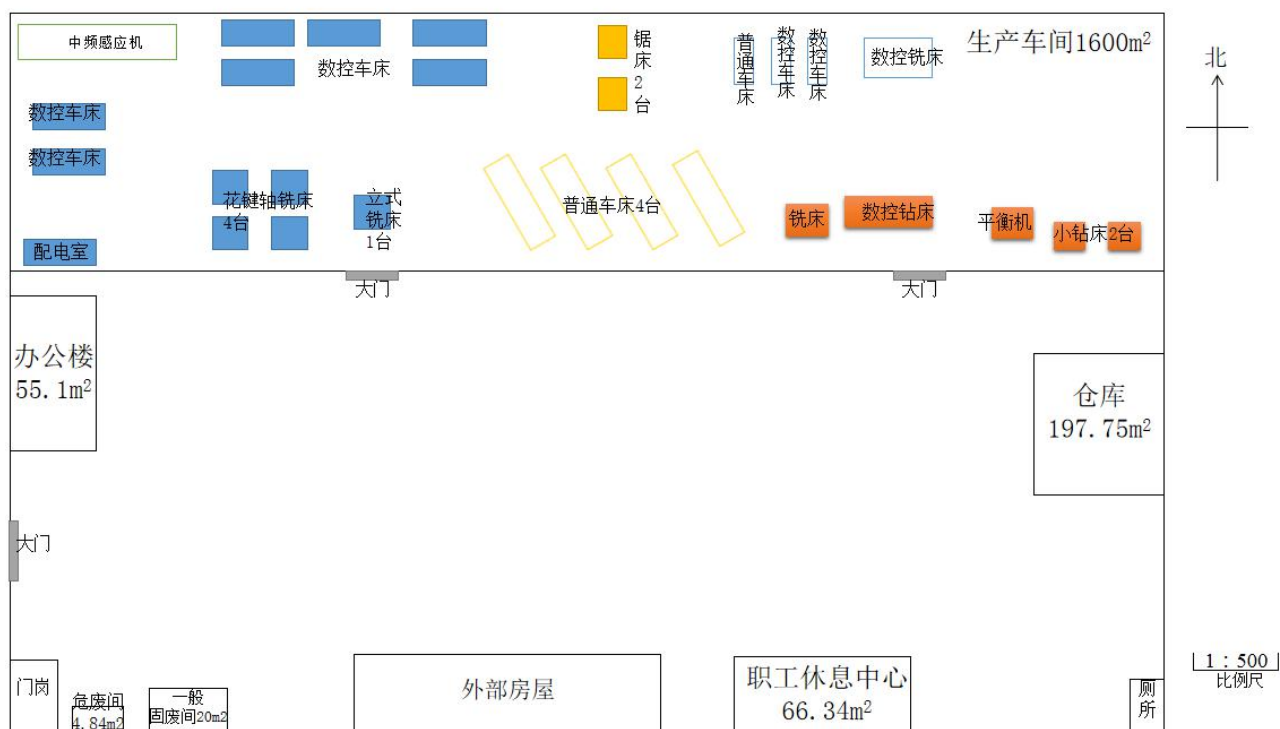 中频感应机
数控车床
锯床2台
普通车床
数控车床
数控车床
数控铣床
生产车间1600m²
北
数控车床
数控车床
花键轴铣床
4台
立式
铣床
1台
普通车床4台
铣床
数控钻床
平衡机
小钻床2台
配电室
大门
大门
办公楼
55.1m²
仓库
197.75m²
大门
门岗
危废间
4.84m2
一般
固废间20m2
外部房屋
职工休息中心
66.34m²
厕所
1：500
比例尺